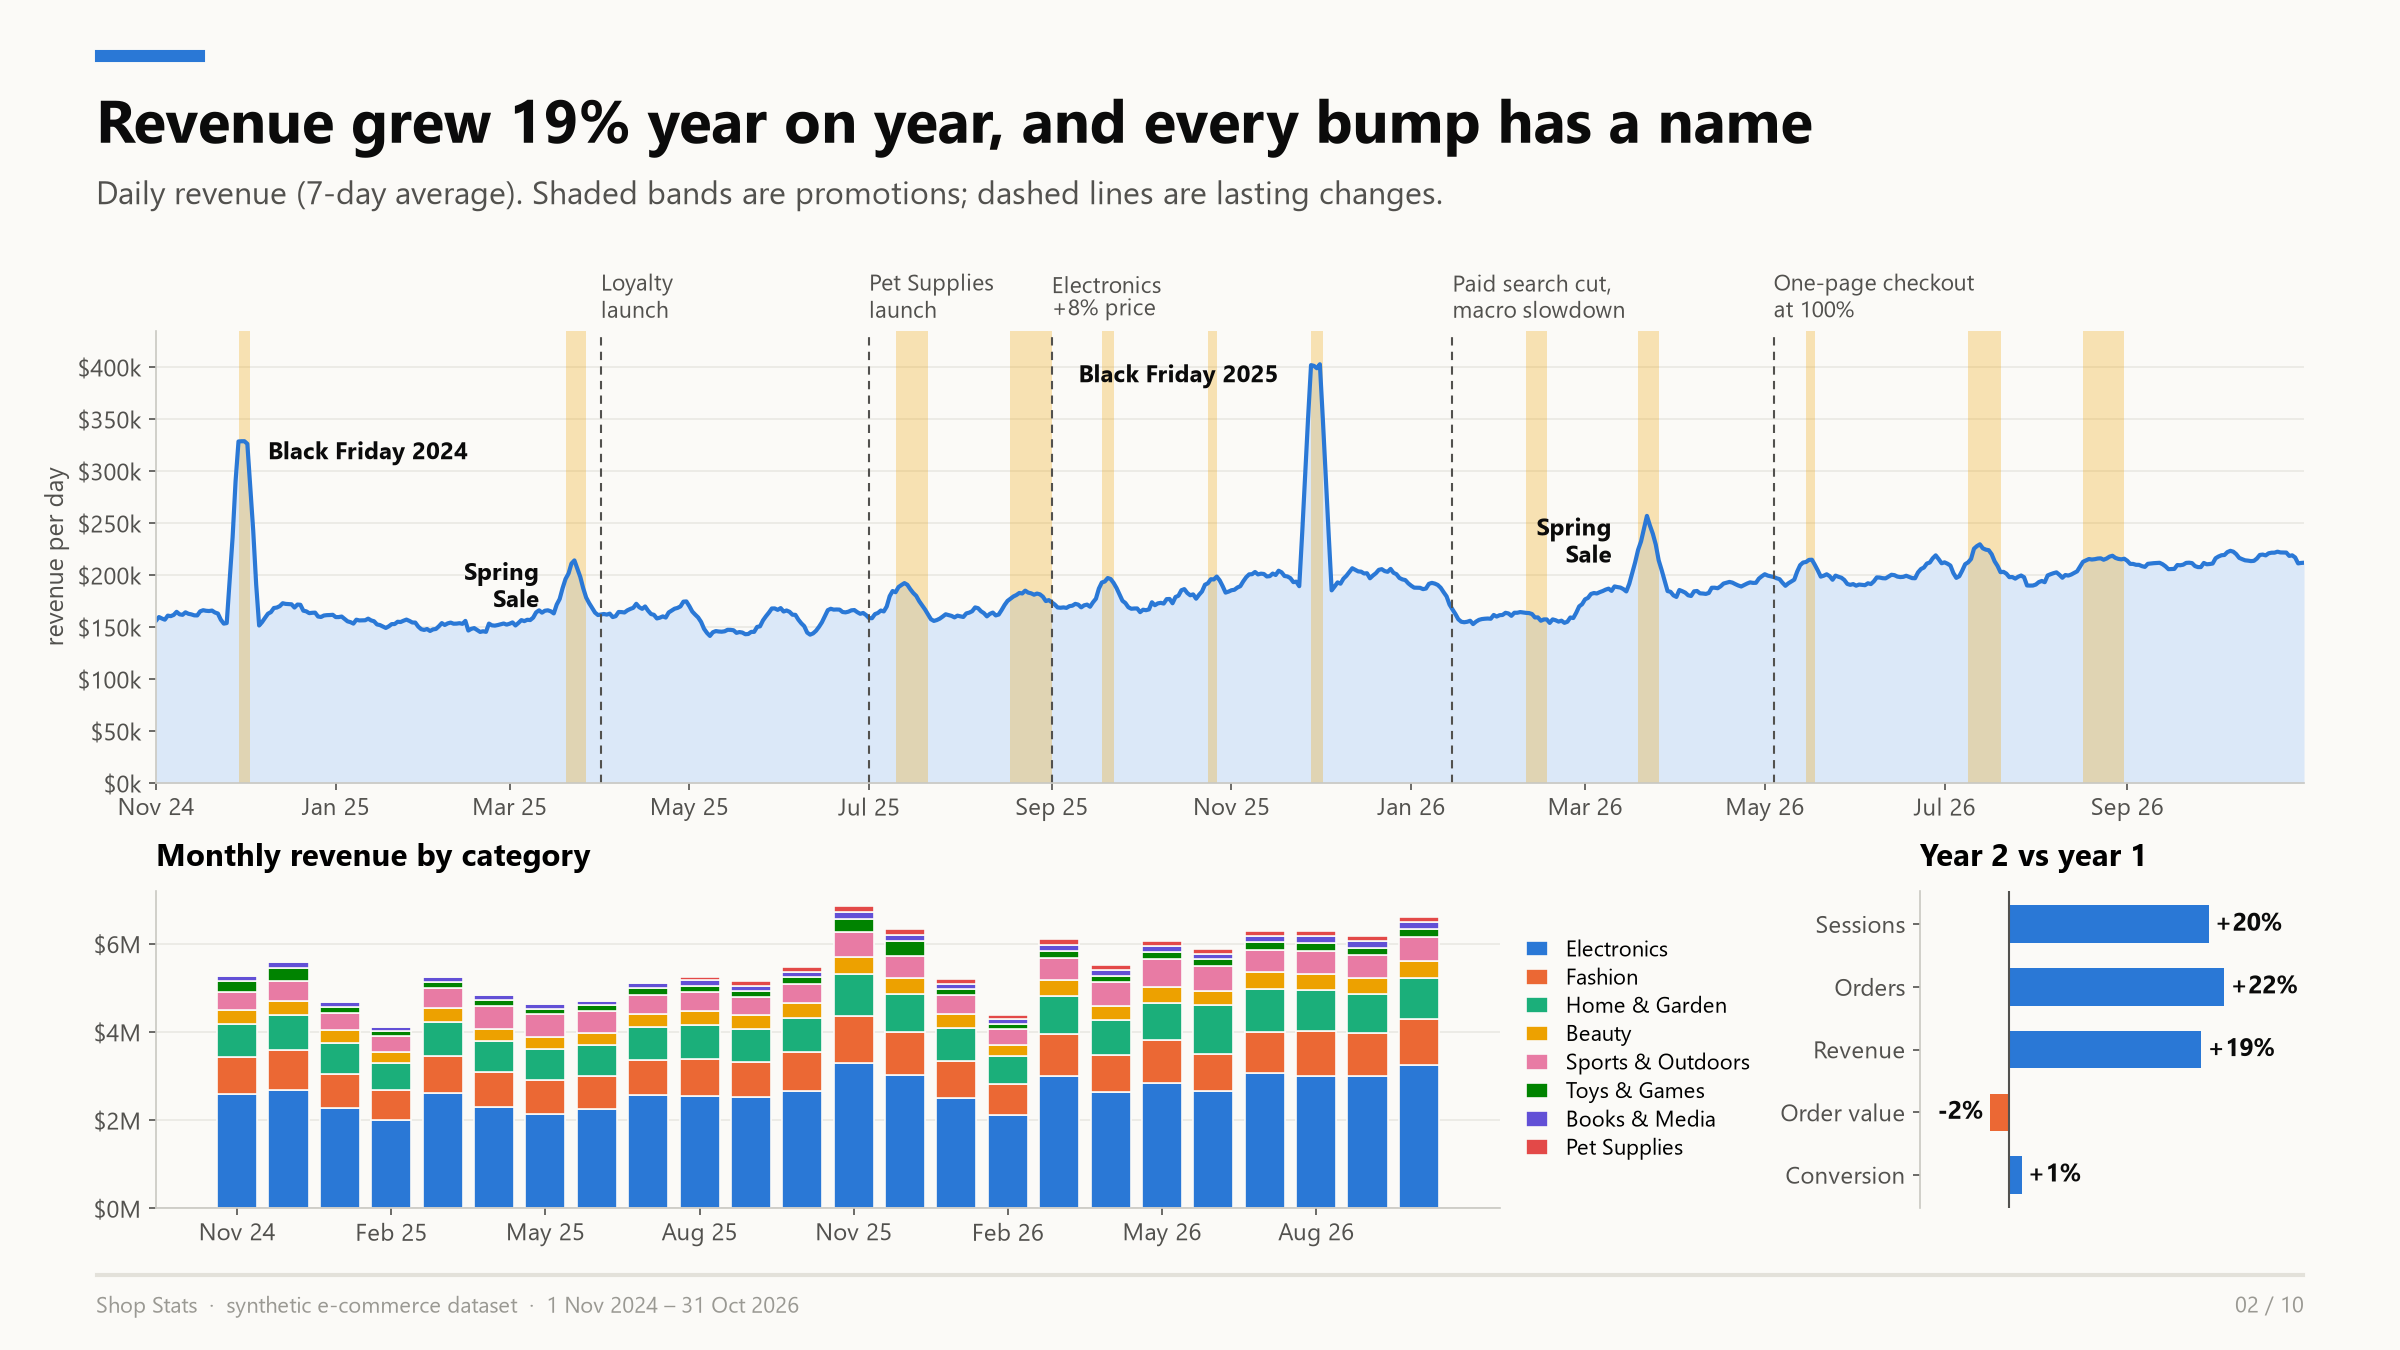 Revenue grew 19% year on year, and every bump has a name
Daily revenue (7-day average). Shaded bands are promotions; dashed lines are lasting changes.
Loyalty
launch
Pet Supplies
launch
Electronics
+8% price
Paid search cut,
macro slowdown
One-page checkout
at 100%
revenue per day
$400k
$350k
$300k
$250k
$200k
$150k
$100k
$50k
$0k
Black Friday 2024
Spring
Sale
Black Friday 2025
Spring
Sale
Nov 24
Jan 25
Mar 25
May 25
Jul 25
Sep 25
Nov 25
Jan 26
Mar 26
May 26
Jul 26
Sep 26
Monthly revenue by category
$6M
$4M
$2M
$0M
Nov 24
Feb 25
May 25
Aug 25
Nov 25
Feb 26
May 26
Aug 26
Electronics
Fashion
Home & Garden
Beauty
Sports & Outdoors
Toys & Games
Books & Media
Pet Supplies
Year 2 vs year 1
Sessions +20%
Orders +22%
Revenue +19%
Order value -2%
Conversion +1%
Shop Stats · synthetic e-commerce dataset · 1 Nov 2024 – 31 Oct 2026
02 / 10